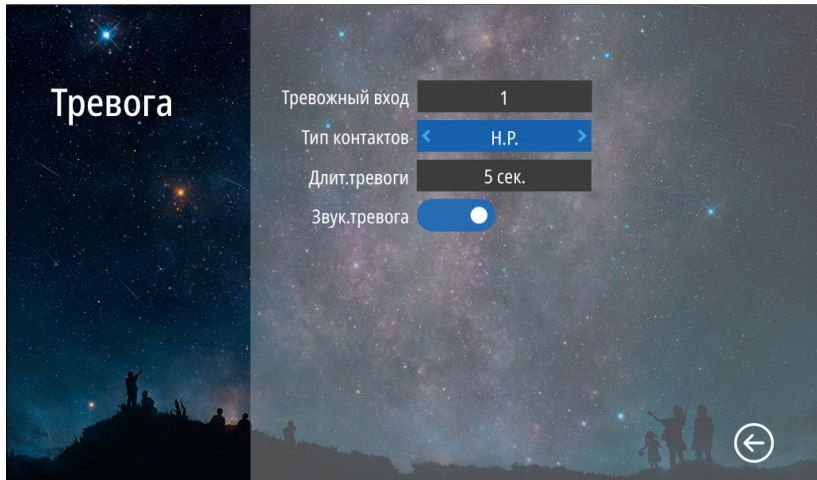 Тревога
Тревожный вход 1
Тип контактов Н.Р.
Длит.тревоги 5 сек.
Звук.тревога